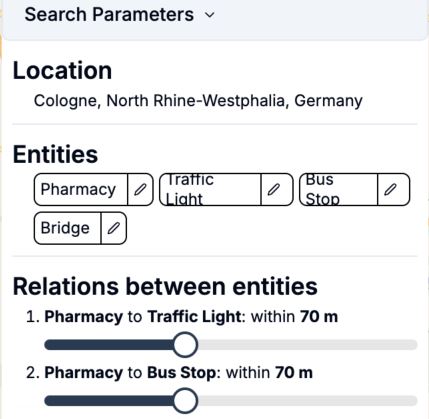 Search Parameters
Location
Cologne, North Rhine-Westphalia, Germany
Entities
Pharmacy
Traffic
Light
Bus
Stop
Bridge
Relations between entities
1. Pharmacy to Traffic Light: within 70 m
2. Pharmacy to Bus Stop: within 70 m